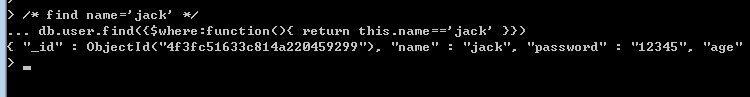 > /* find name='jack' */
... db.user.find({$where:function(){ return this.name=='jack' }})
{ "_id" : ObjectId("4f3fc51633c814a220459299"), "name" : "jack", "password" : "12345", "age"
> _